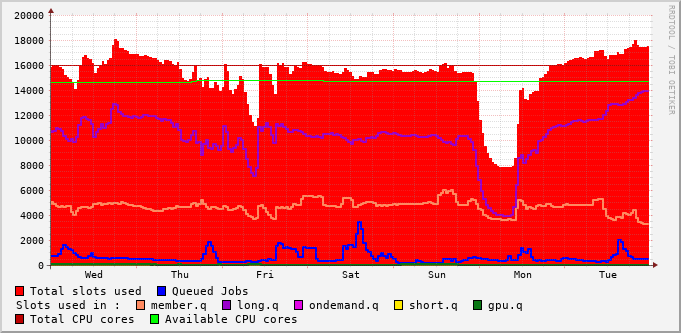 20000
18000
16000
14000
12000
10000
8000
6000
4000
2000
0
Wed Thu Fri Sat Sun Mon Tue
RRDTOOL / TOBI OETIKER
Total slots used Queued Jobs
Slots used in : member.q long.q ondemand.q short.q gpu.q
Total CPU cores Available CPU cores